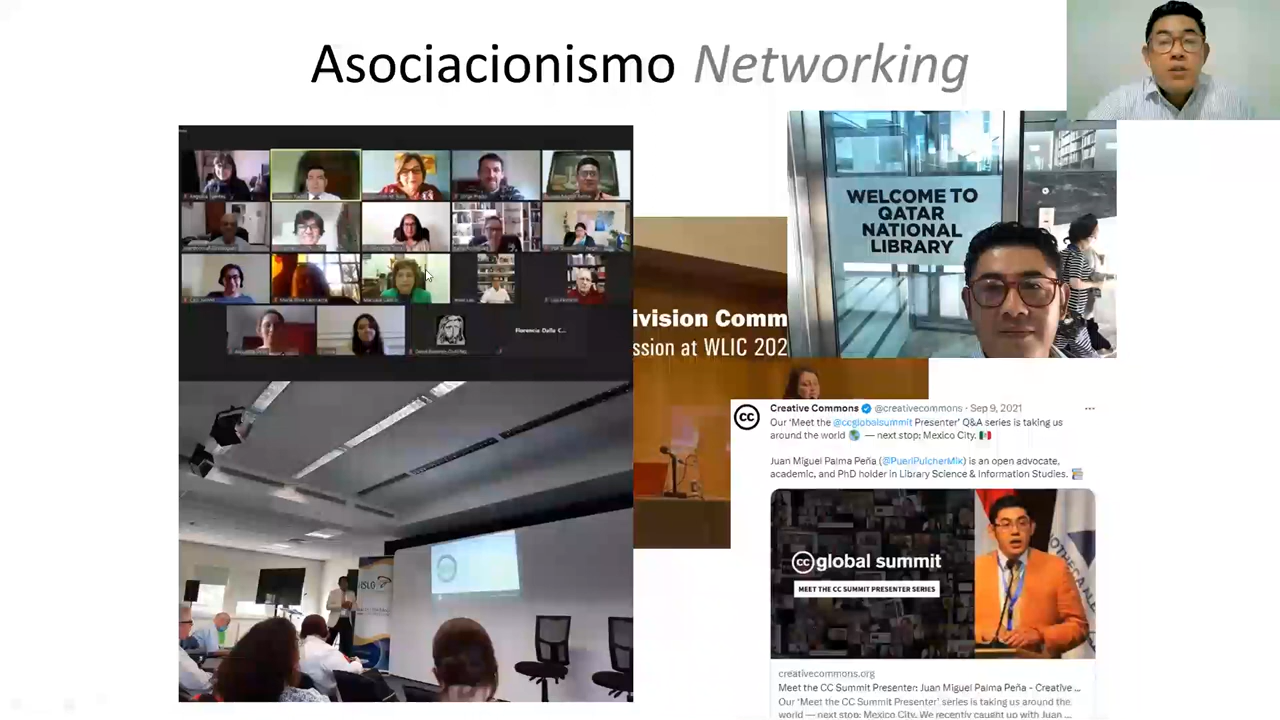 Asociacionismo Networking
WELCOME TO
QATAR
NATIONAL
LIBRARY
ivision Comm
ssion at WLIC 202
Florencia Dalla C...
Creative Commons @creativecommons · Sep 9, 2021
Our 'Meet the @ccglobalsummit Presenter' Q&A series is taking us
around the world — next stop: Mexico City.
Juan Miguel Palma Peña (@PueriPulcherMik) is an open advocate,
academic, and PhD holder in Library Science & Information Studies.
cc global summit
MEET THE CC SUMMIT PRESENTER SERIES
creativecommons.org
Meet the CC Summit Presenter: Juan Miguel Palma Peña - Creative ...
Our 'Meet the CC Summit Presenter' series is taking us around the
world — next stop: Mexico City. We recently caught up with Juan ...